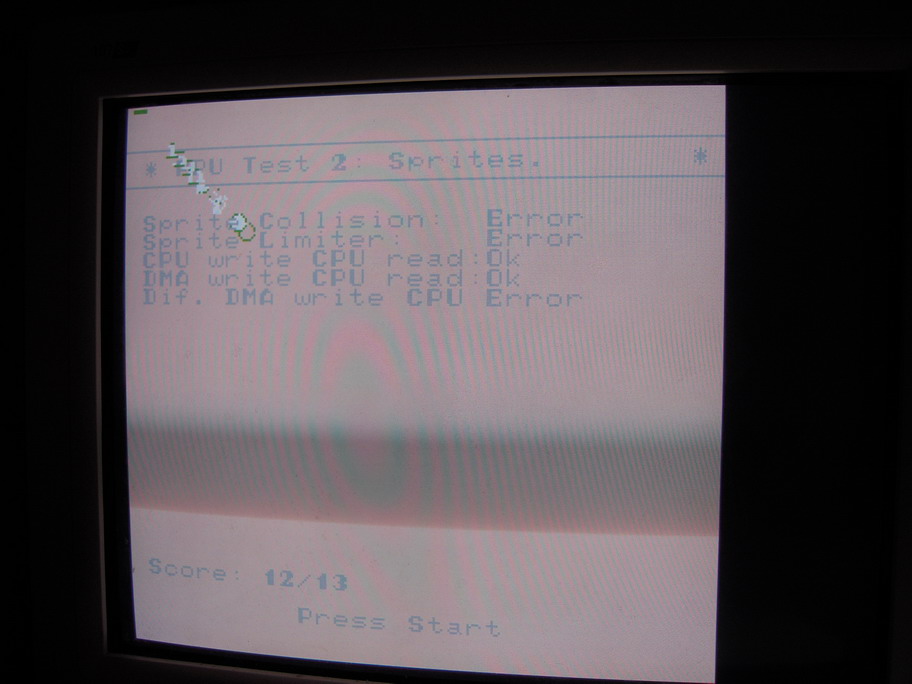 * PPU Test 2: Sprites. *
Sprite Collision: Error
Sprite Limiter: Error
CPU write CPU read:Ok
DMA write CPU read:Ok
Dif. DMA write CPU Error
Score: 12/13
Press Start